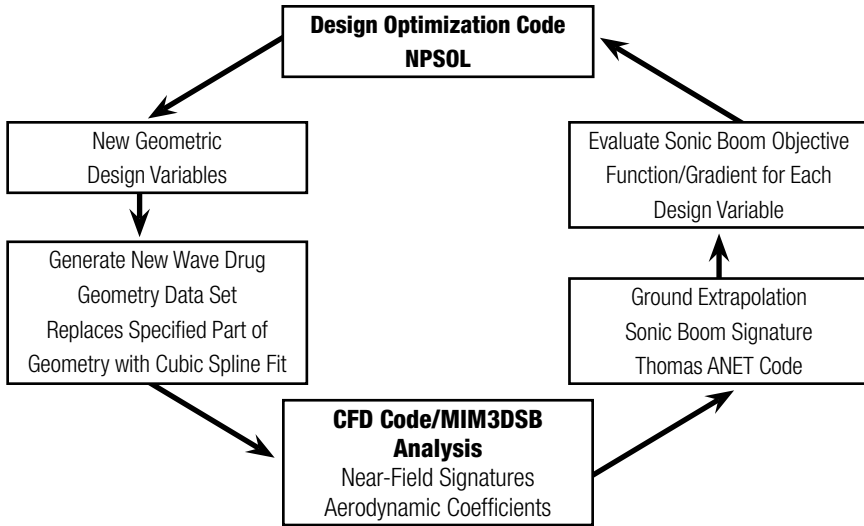 Design Optimization Code
NPSOL
New Geometric
Design Variables
Generate New Wave Drug
Geometry Data Set
Replaces Specified Part of
Geometry with Cubic Spline Fit
CFD Code/MIM3DSB
Analysis
Near-Field Signatures
Aerodynamic Coefficients
Ground Extrapolation
Sonic Boom Signature
Thomas ANET Code
Evaluate Sonic Boom Objective
Function/Gradient for Each
Design Variable